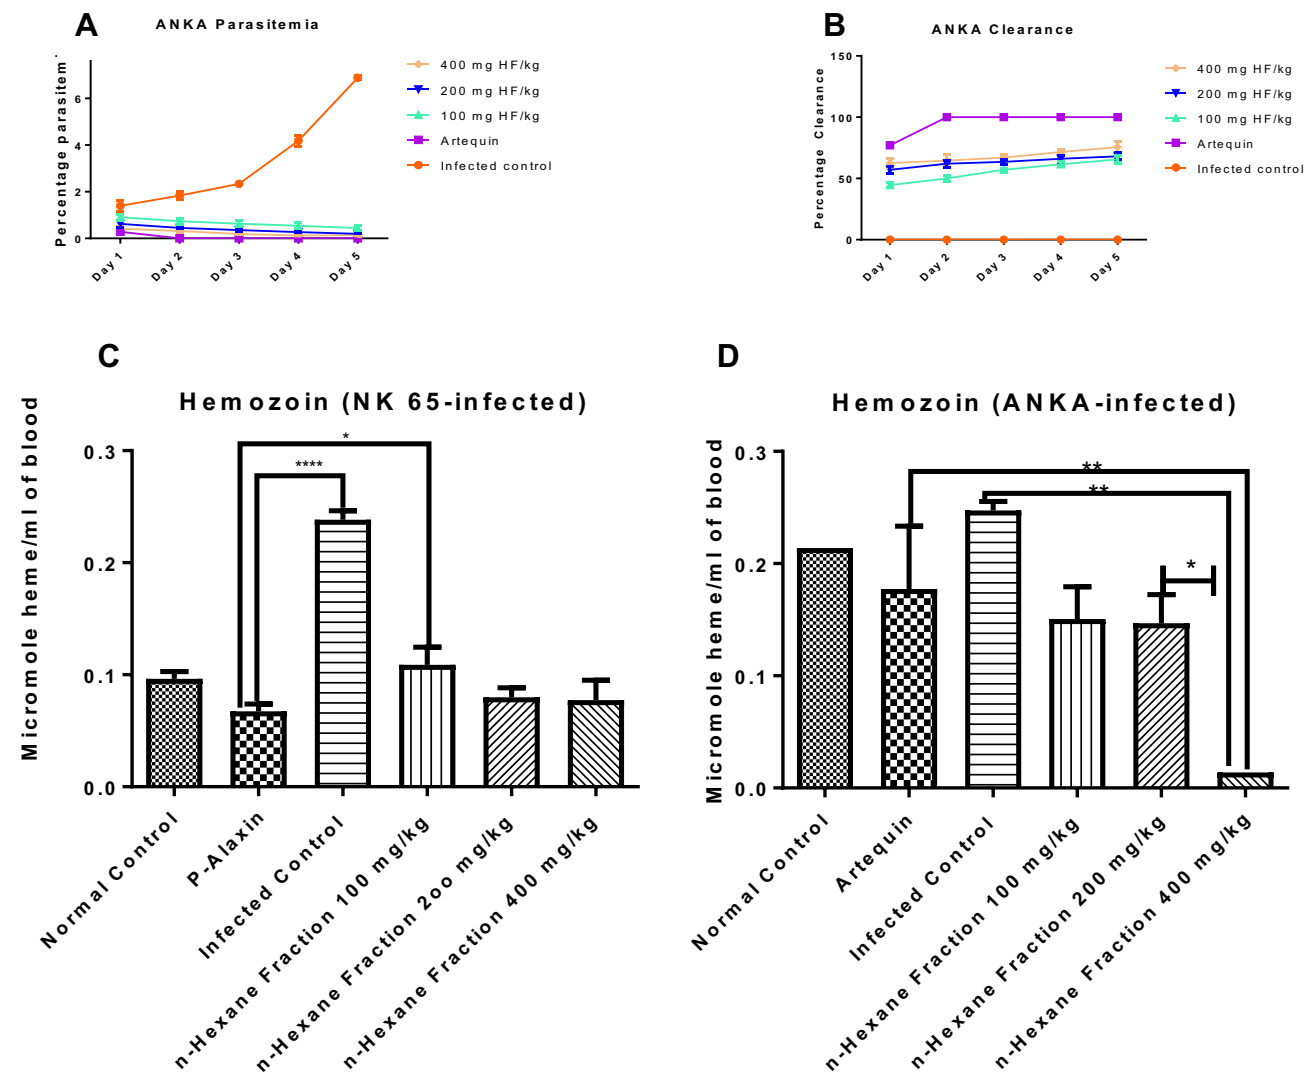 A
ANKA Parasitemia
Percentage parasitem
6
4
2
0
Day 1
Day 2
Day 3
Day 4
Day 5
400 mg HF/kg
200 mg HF/kg
100 mg HF/kg
Artequin
Infected control
B
ANKA Clearance
Percentage Clearance
150
100
50
0
Day 1
Day 2
Day 3
Day 4
Day 5
400 mg HF/kg
200 mg HF/kg
100 mg HF/kg
Artequin
Infected control
C
Hemozoin (NK 65-infected)
Micromole heme/ml of blood
0.3
0.2
0.1
0.0
*
****
Normal Control
P-Alaxin
Infected Control
n-Hexane Fraction 100 mg/kg
n-Hexane Fraction 2oo mg/kg
n-Hexane Fraction 400 mg/kg
D
Hemozoin (ANKA-infected)
Micromole heme/ml of blood
0.3
0.2
0.1
0.0
**
**
*
Normal Control
Artequin
Infected Control
n-Hexane Fraction 100 mg/kg
n-Hexane Fraction 200 mg/kg
n-Hexane Fraction 400 mg/kg